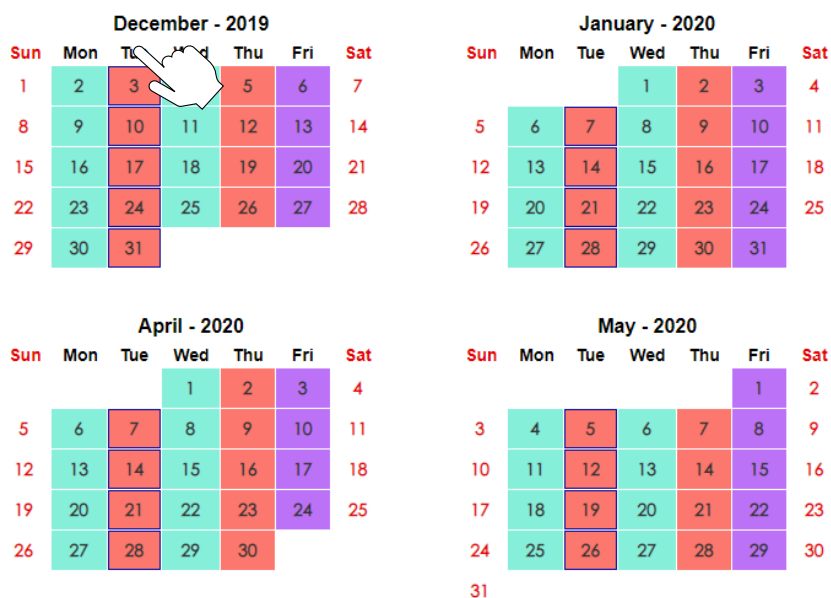 December - 2019
Sun Mon Tu Thu Fri Sat
1 2 3 5 6 7
8 9 10 11 12 13 14
15 16 17 18 19 20 21
22 23 24 25 26 27 28
29 30 31
January - 2020
Sun Mon Tue Wed Thu Fri Sat
1 2 3 4
5 6 7 8 9 10 11
12 13 14 15 16 17 18
19 20 21 22 23 24 25
26 27 28 29 30 31
April - 2020
Sun Mon Tue Wed Thu Fri Sat
1 2 3 4
5 6 7 8 9 10 11
12 13 14 15 16 17 18
19 20 21 22 23 24 25
26 27 28 29 30
May - 2020
Sun Mon Tue Wed Thu Fri Sat
1 2
3 4 5 6 7 8 9
10 11 12 13 14 15 16
17 18 19 20 21 22 23
24 25 26 27 28 29 30
31